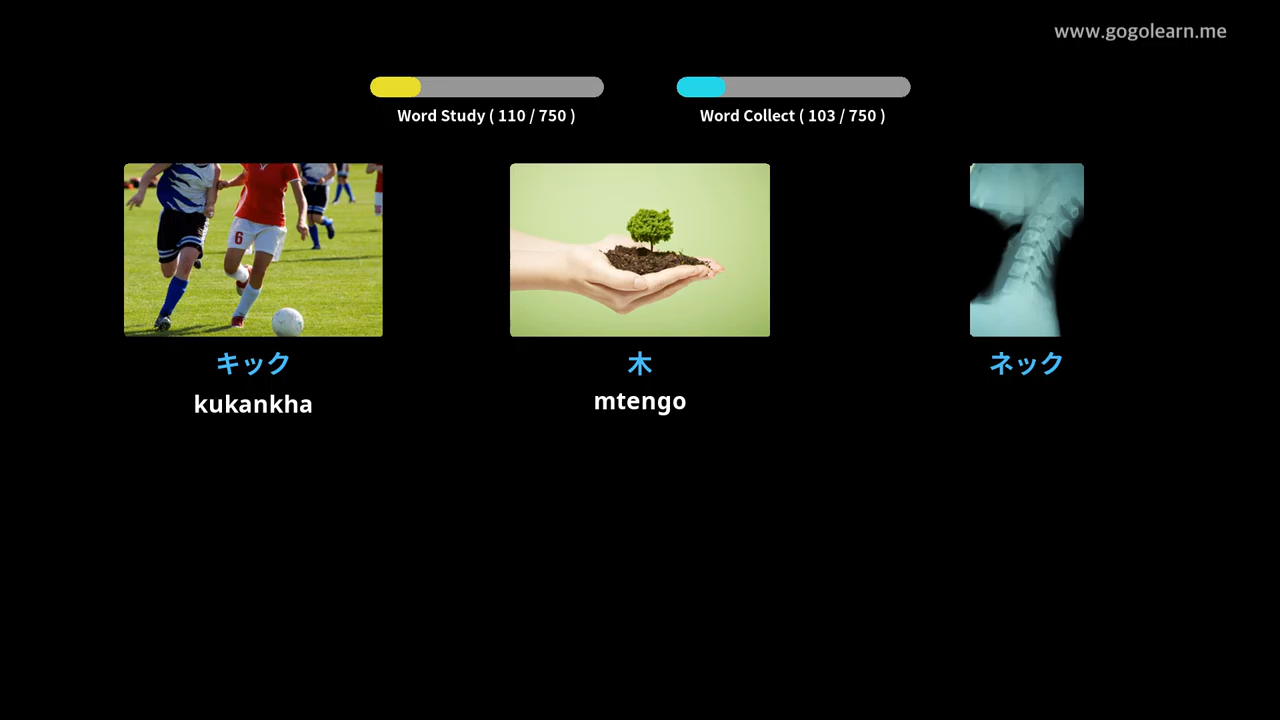 www.gogolearn.me
Word Study ( 110 / 750 )
Word Collect ( 103 / 750 )
キック
木
ネック
kukankha
mtengo
6